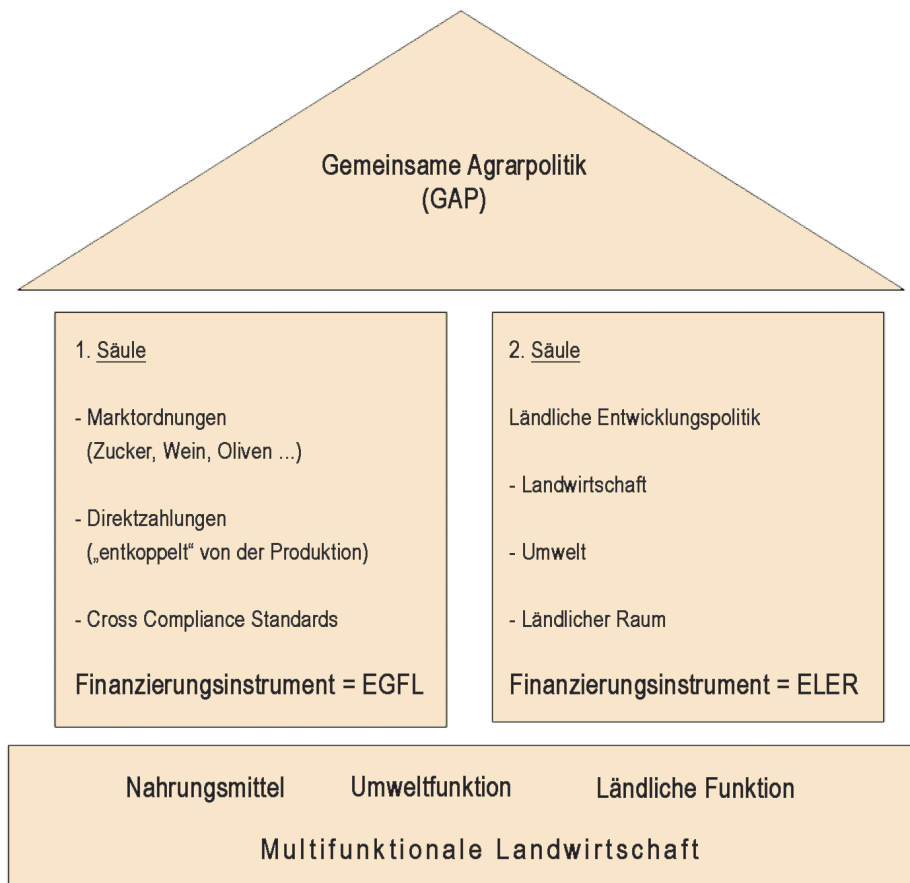 Gemeinsame Agrarpolitik
(GAP)
1. Säule
- Marktordnungen
(Zucker, Wein, Oliven ...)
- Direktzahlungen
(„entkoppelt“ von der Produktion)
- Cross Compliance Standards
Finanzierungsinstrument = EGFL
2. Säule
Ländliche Entwicklungspolitik
- Landwirtschaft
- Umwelt
- Ländlicher Raum
Finanzierungsinstrument = ELER
Nahrungsmittel Umweltfunktion Ländliche Funktion
Multifunktionale Landwirtschaft